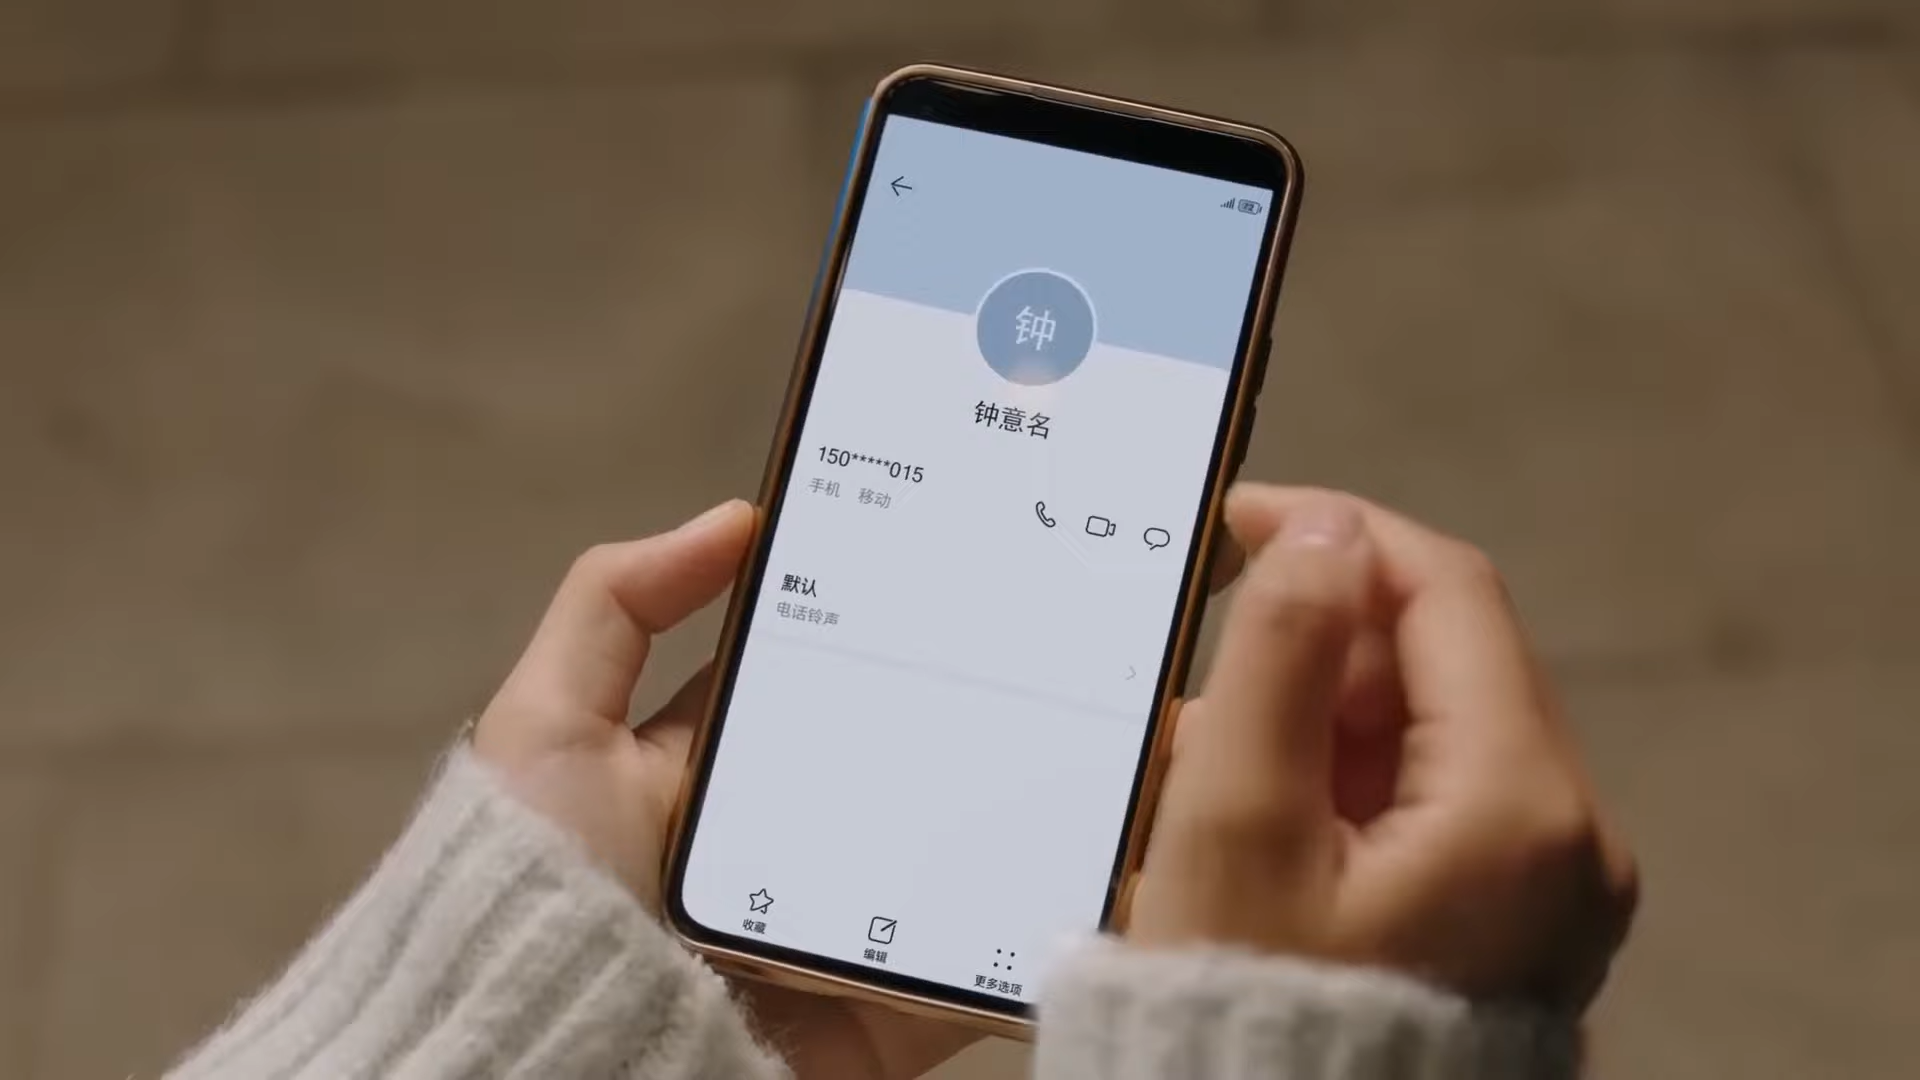 钟
钟意名
150*****015
手机 移动
默认
电话铃声
收藏
编辑
更多选项